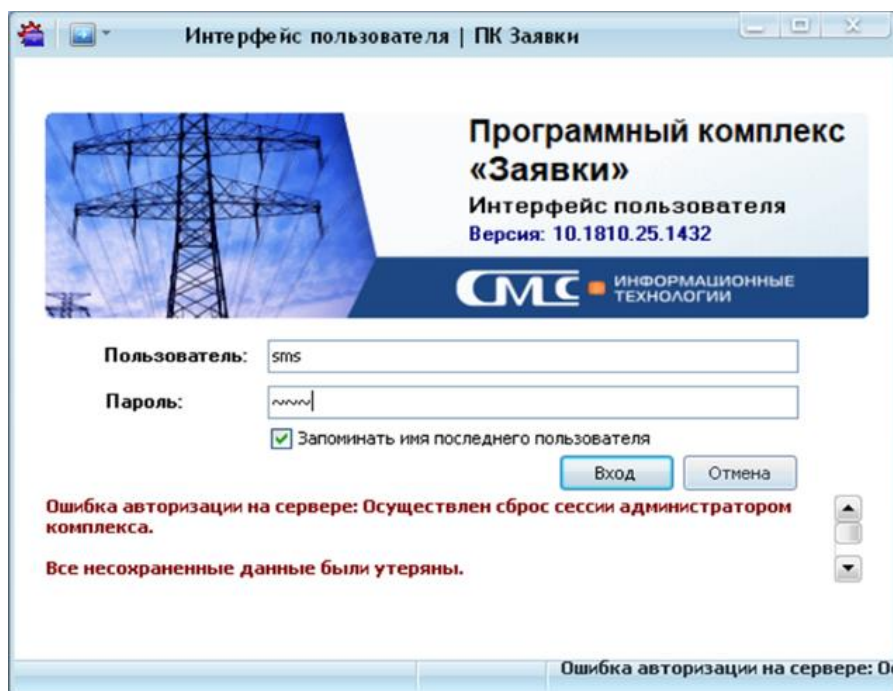 Интерфейс пользователя | ПК Заявки
Программный комплекс
«Заявки»
Интерфейс пользователя
Версия: 10.1810.25.1432
СМС ИНФОРМАЦИОННЫЕ
ТЕХНОЛОГИИ
Пользователь: sms
Пароль: ~~~
Запоминать имя последнего пользователя
Вход Отмена
Ошибка авторизации на сервере: Осуществлен сброс сессии администратором
комплекса.
Все несохраненные данные были утеряны.
Ошибка авторизации на сервере: О